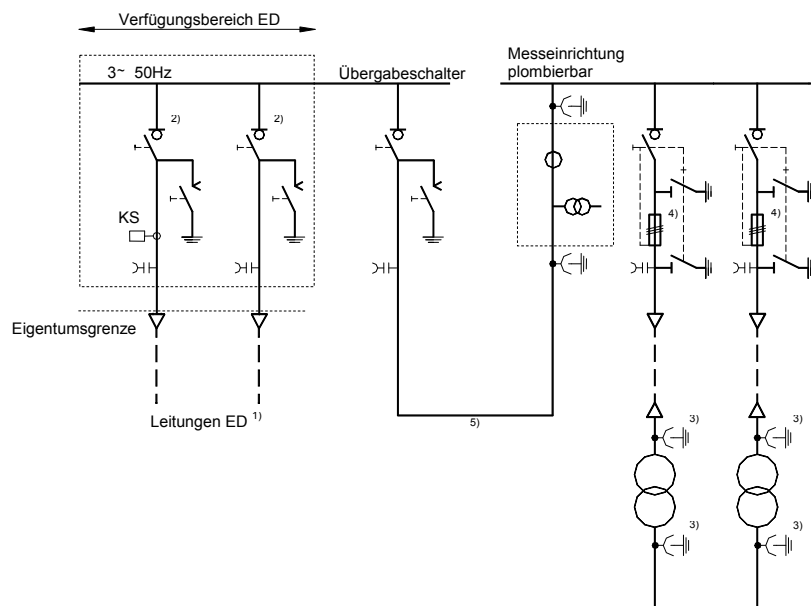 Verfügungsbereich ED
3~ 50Hz
Übergabeschalter
Messeinrichtung
plombierbar
2)
2)
KS
4)
4)
Eigentumsgrenze
Leitungen ED 1)
5)
3)
3)
3)
3)